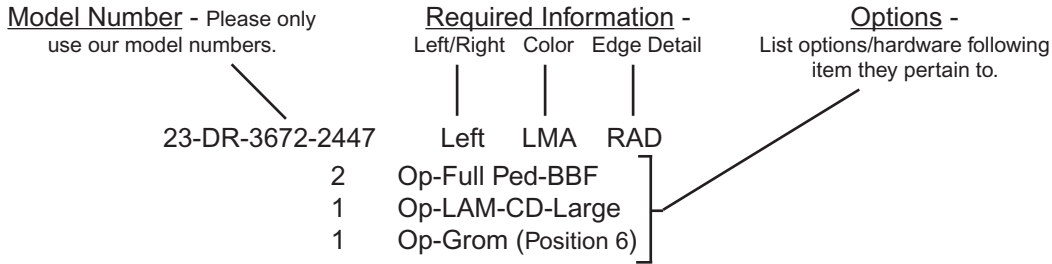 Model Number - Please only
use our model numbers.
Required Information -
Left/Right Color Edge Detail
Options -
List options/hardware following
item they pertain to.
23-DR-3672-2447 Left LMA RAD
2 Op-Full Ped-BBF
1 Op-LAM-CD-Large
1 Op-Grom (Position 6)